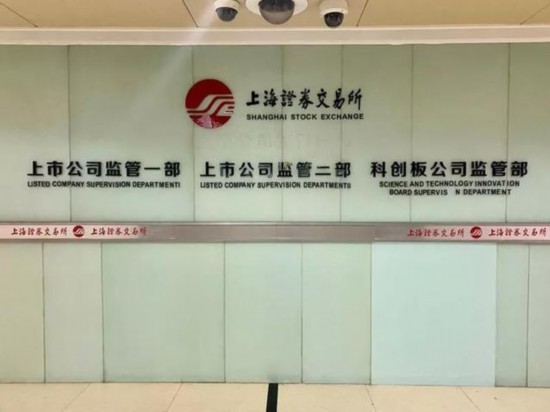 上海證券交易所
SHANGHAI STOCK EXCHANGE
上市公司监管一部
LISTED COMPANY SUPERVISION DEPARTMENTI
上市公司监管二部
LISTED COMPANY SUPERVISION DEPARTMENTS
科创板公司监管部
SCIENCE AND TECHNOLOGY INNOVATION
BOARD SUPERVIS N DEPARTMENT
上海證券交易所 上海證券交易所
上海證券交易所 上海證券交易所